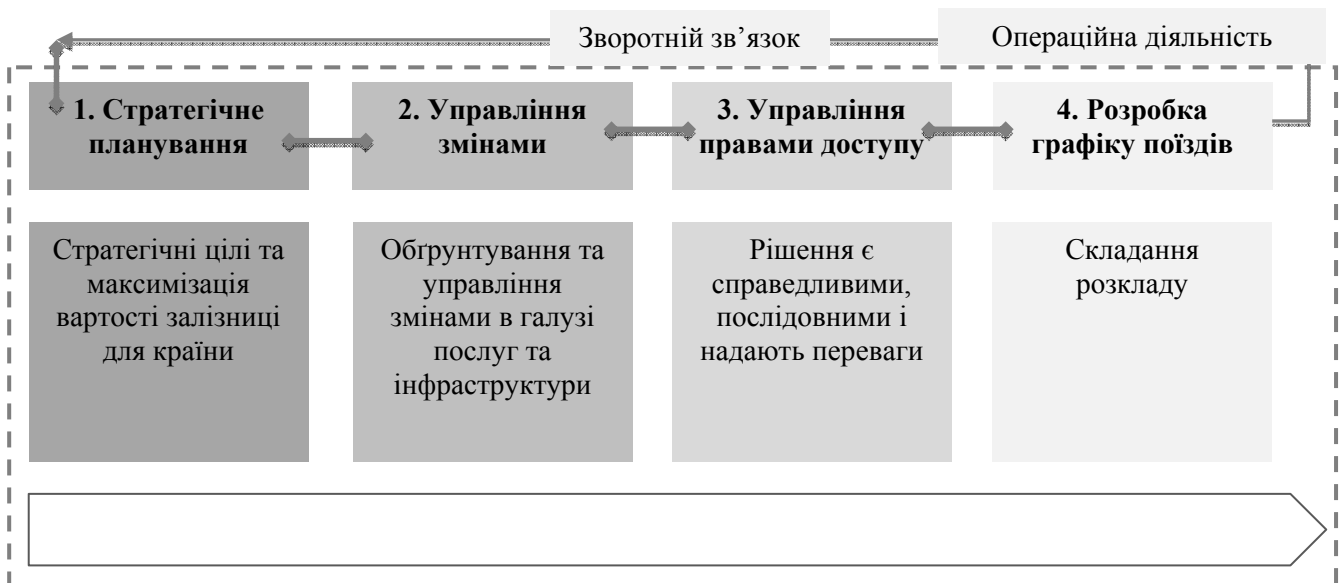 Зворотній зв’язок
Операційна діяльність
1. Стратегічне
планування
2. Управління
змінами
3. Управління
правами доступу
4. Розробка
графіку поїздів
Стратегічні цілі та
максимізація
вартості залізниці
для країни
Обґрунтування та
управління
змінами в галузі
послуг та
інфраструктури
Рішення є
справедливими,
послідовними і
надають переваги
Складання
розкладу